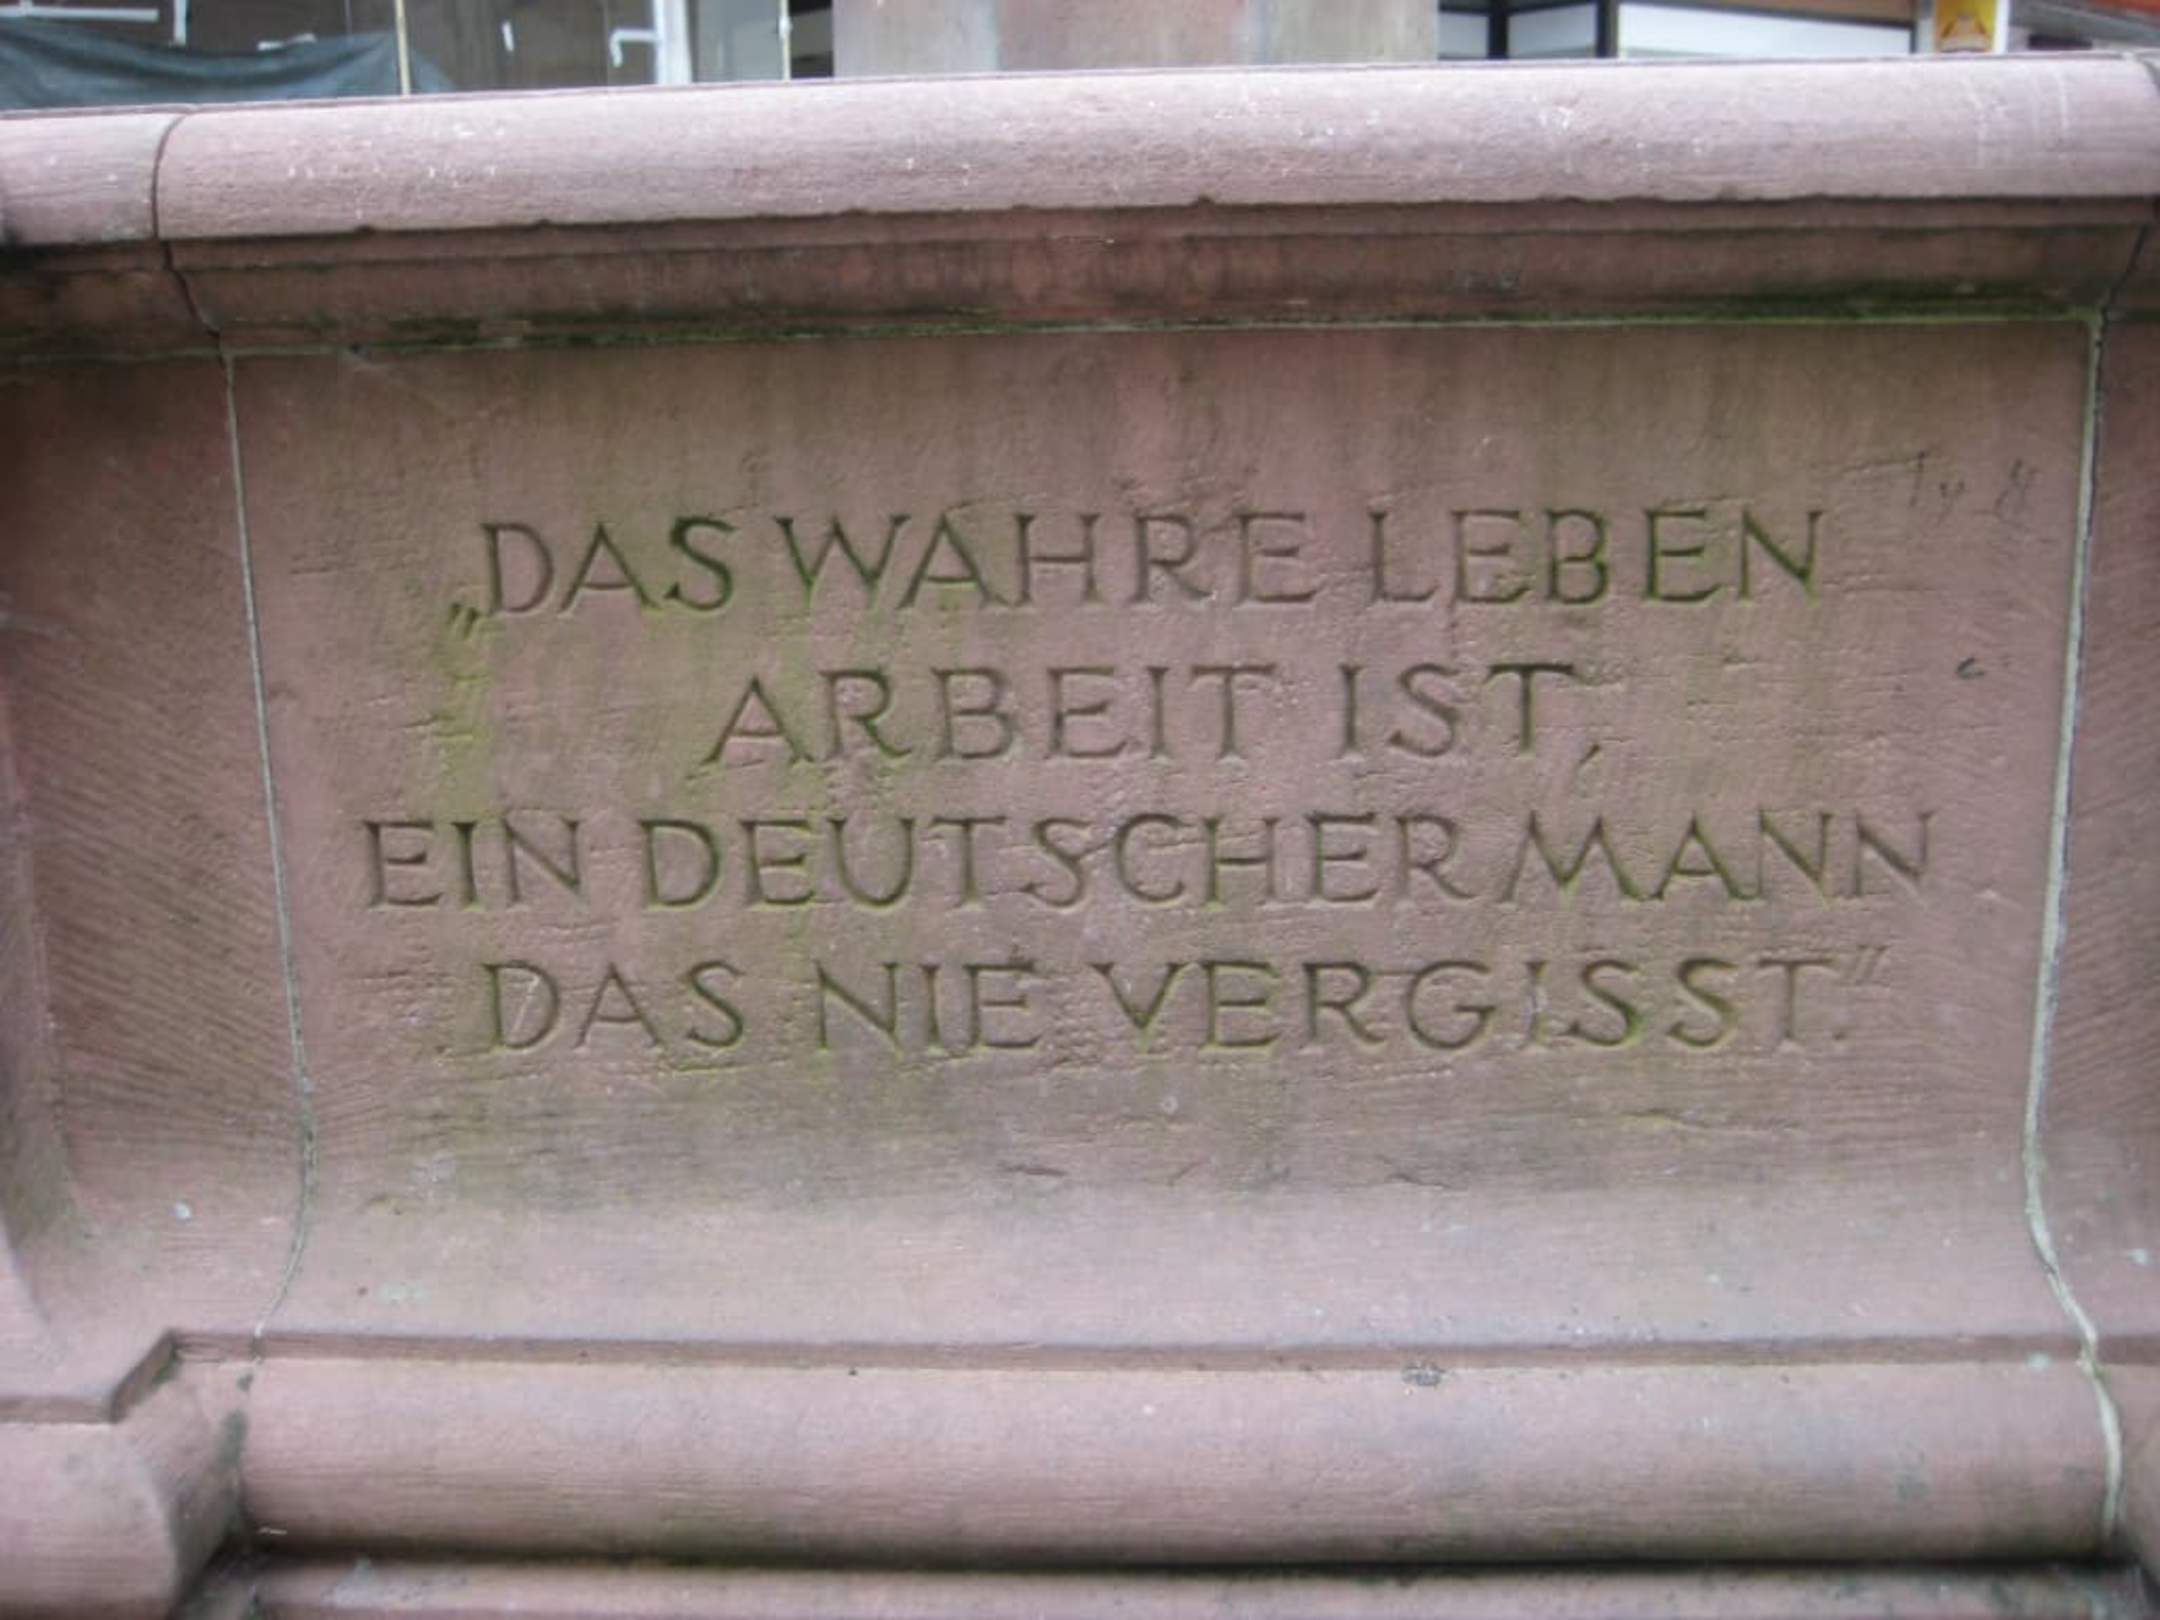 „DAS WAHRE LEBEN
ARBEIT IST,
EIN DEUTSCHER MANN
DAS NIE VERGISST.”